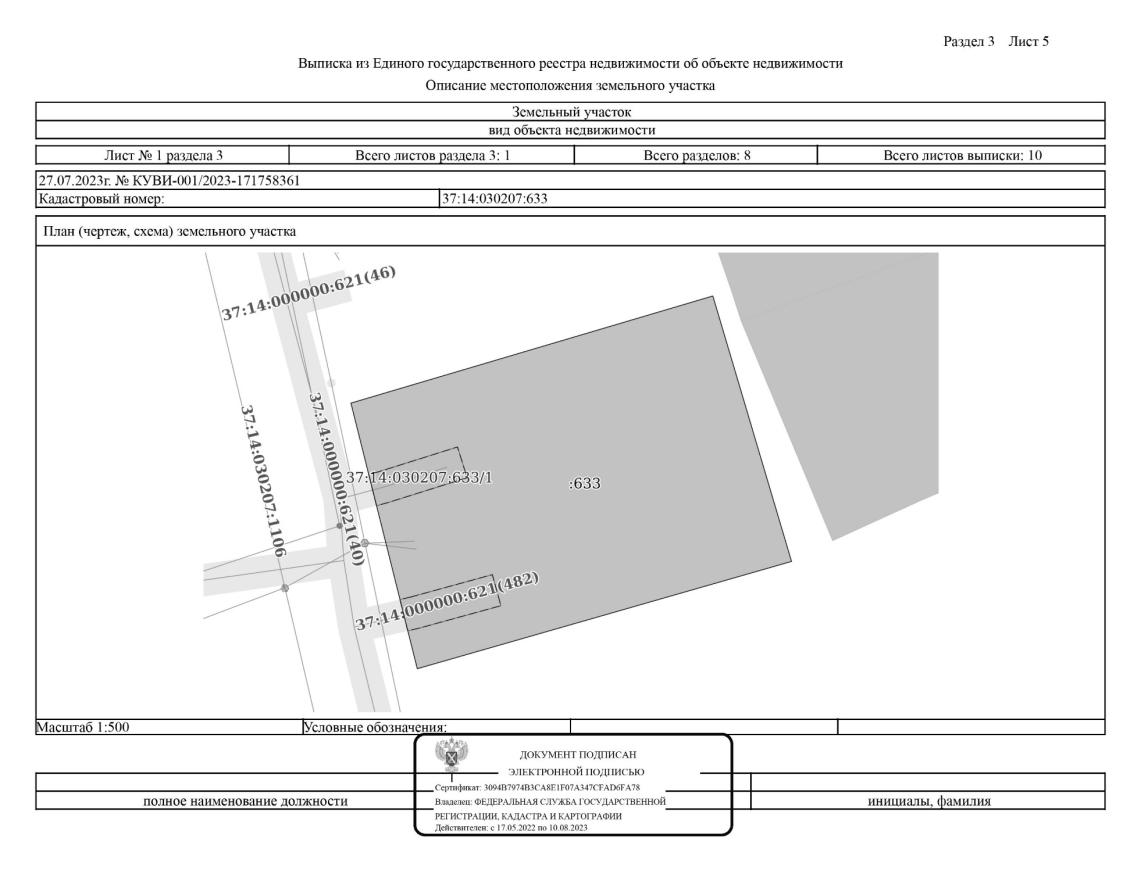 Раздел 3 Лист 5
Выписка из Единого государственного реестра недвижимости об объекте недвижимости
Описание местоположения земельного участка
Земельный участок
вид объекта недвижимости
Лист № 1 раздела 3
Всего листов раздела 3: 1
Всего разделов: 8
Всего листов выписки: 10
27.07.2023г. № КУВИ-001/2023-171758361
Кадастровый номер:
37:14:030207:633
План (чертеж, схема) земельного участка
37:14:000000:621(46)
37:14:030207:1106
37:14:000000:621(40)
37:14:030207:633/1
:633
37:14:000000:621(482)
Масштаб 1:500
Условные обозначения:
ДОКУМЕНТ ПОДПИСАН
ЭЛЕКТРОННОЙ ПОДПИСЬЮ
Сертификат: 3094B7974B3CA8E1F07A347CFAD6FA78
Владелец: ФЕДЕРАЛЬНАЯ СЛУЖБА ГОСУДАРСТВЕННОЙ
РЕГИСТРАЦИИ, КАДАСТРА И КАРТОГРАФИИ
Действителен: с 17.05.2022 по 10.08.2023
полное наименование должности
инициалы, фамилия